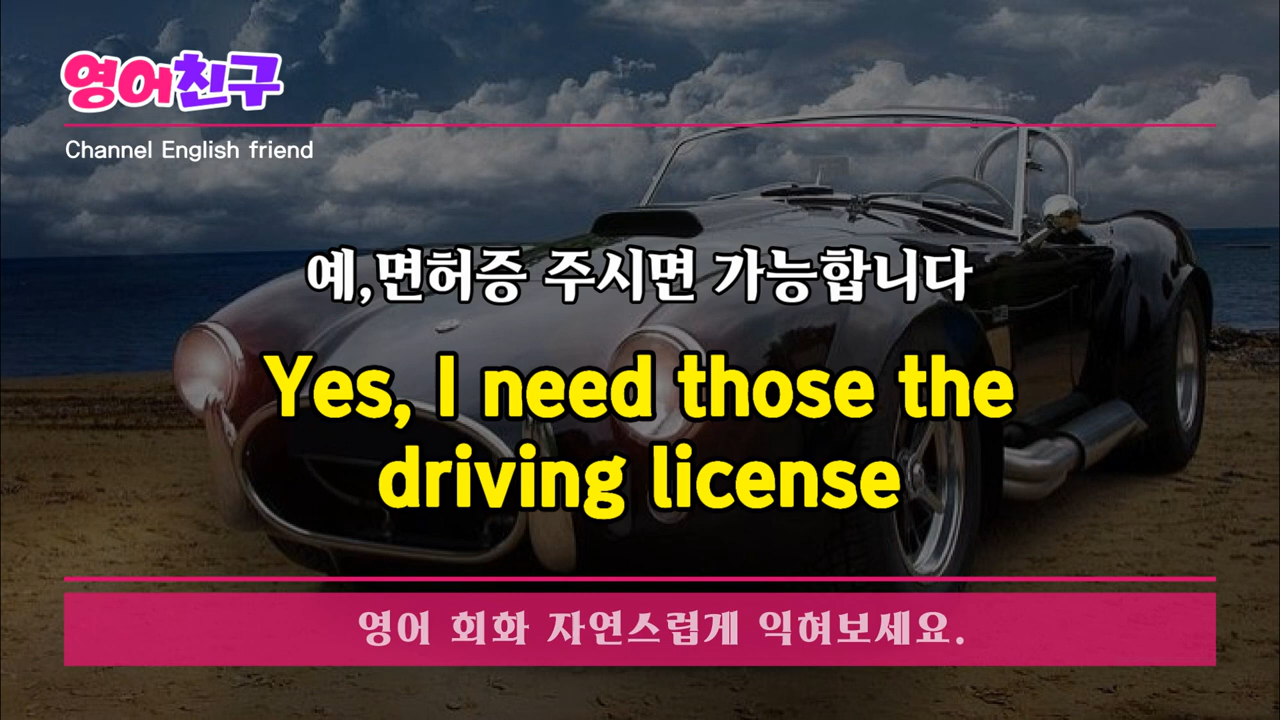 영어친구
Channel English friend
예,면허증 주시면 가능합니다
Yes, I need those the
driving license
영어 회화 자연스럽게 익혀보세요.